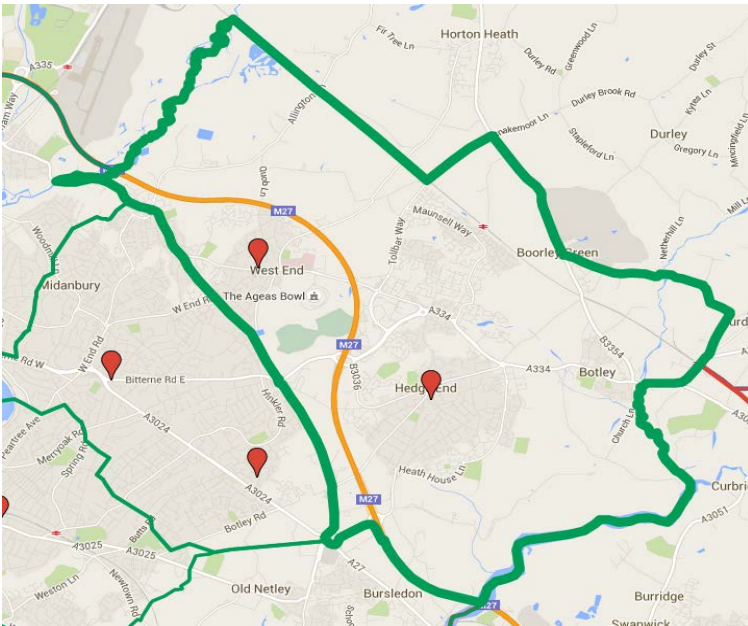 Fir Tree Ln
Horton Heath
Greenwood Ln
Durley St
A335
Durley Rd
Kytes Ln
Durley Brook Rd
Allington
nakemoor Ln
Stapleford Ln
Durley
Mincingfield Ln
Gregory Ln
M27
Quob Ln
Mill Ln
Maunsell Way
Netherhill Ln
Tollbar Way
Boorley Green
West End
Midanbury
W End Rd
The Ageas Bowl
A334
W End Rd
M27
B3354
Bitterne Rd E
B3036
A334
Botley
Hedge End
Hinkler Rd
A3024
Church Ln
Peartree Ave
Merryoak Rd
Spring Rd
Heath House Ln
A3024
M27
Curbri
A3051
Botley Rd
Butts Rd
A3025
A3025
A27
Weston Ln
Newtown Rd
Old Netley
Bursledon
Burridge
Swanwick